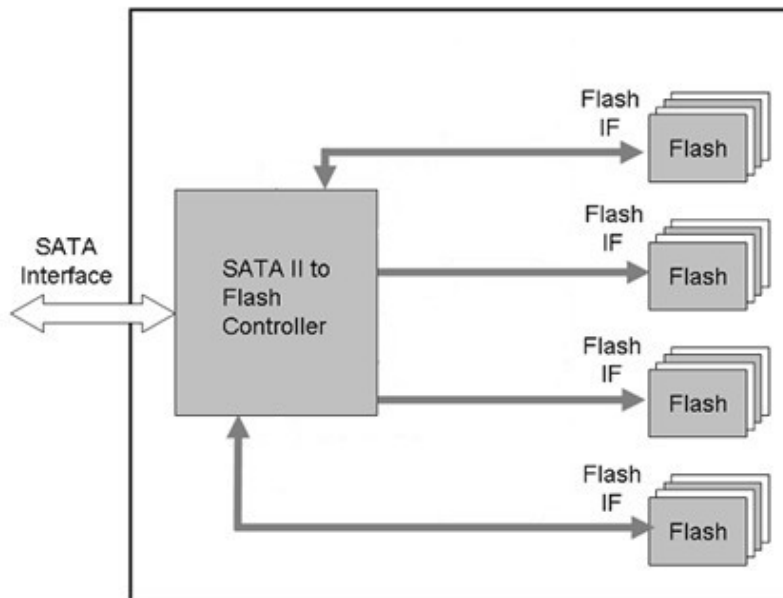 SATA
Interface
SATA II to
Flash
Controller
Flash
IF
Flash
Flash
IF
Flash
Flash
IF
Flash
Flash
IF
Flash